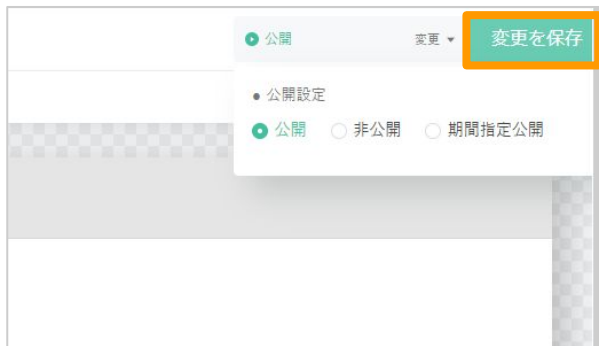 公開 変更 ▼ 変更を保存
● 公開設定
公開 非公開 期間指定公開